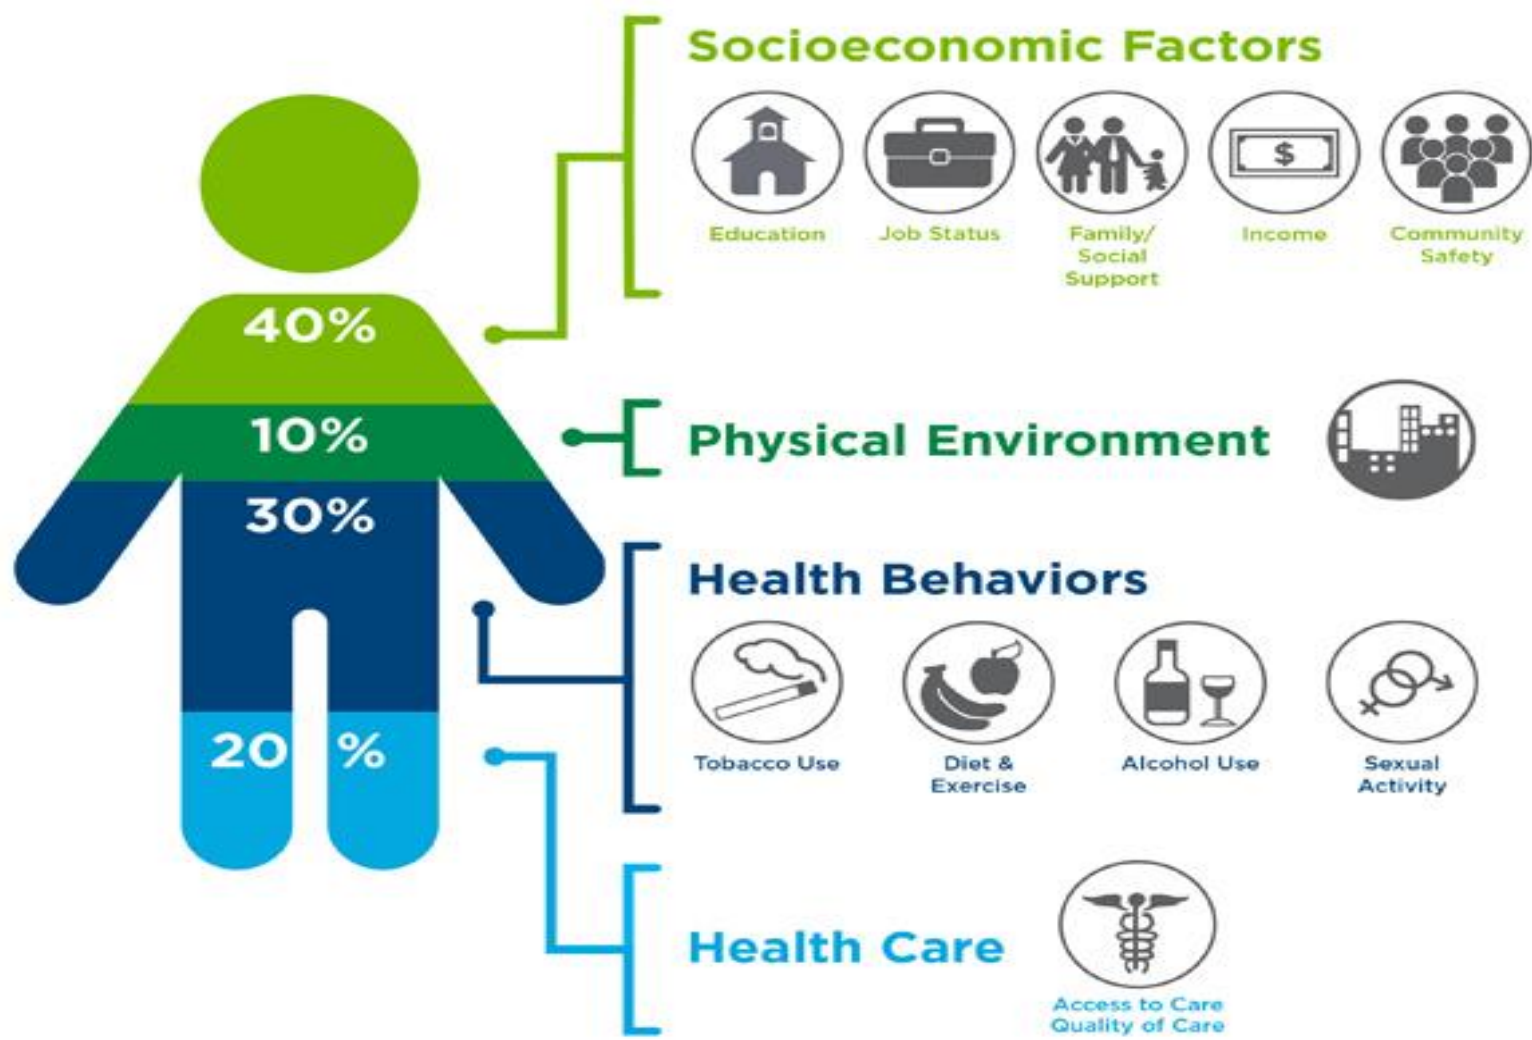 Socioeconomic Factors
$
Education
Job Status
Family/
Social
Support
Income
Community
Safety
40%
10%
Physical Environment
30%
Health Behaviors
Tobacco Use
Diet &
Exercise
Alcohol Use
Sexual
Activity
20 %
Health Care
Access to Care
Quality of Care